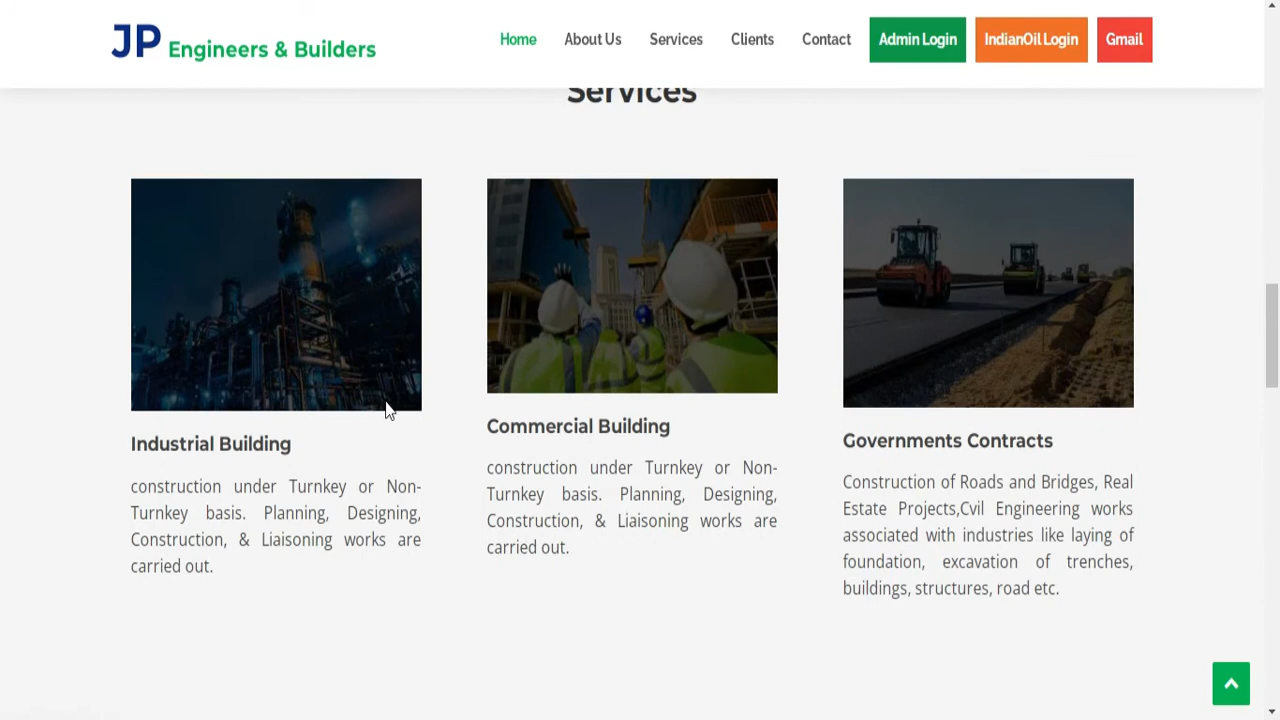 JP Engineers & Builders
Home About Us Services Clients Contact Admin Login IndianOil Login Gmail
Services
Industrial Building
construction under Turnkey or Non-
Turnkey basis. Planning, Designing,
Construction, & Liaisoning works are
carried out.
Commercial Building
construction under Turnkey or Non-
Turnkey basis. Planning, Designing,
Construction, & Liaisoning works are
carried out.
Governments Contracts
Construction of Roads and Bridges, Real
Estate Projects,Cvil Engineering works
associated with industries like laying of
foundation, excavation of trenches,
buildings, structures, road etc.